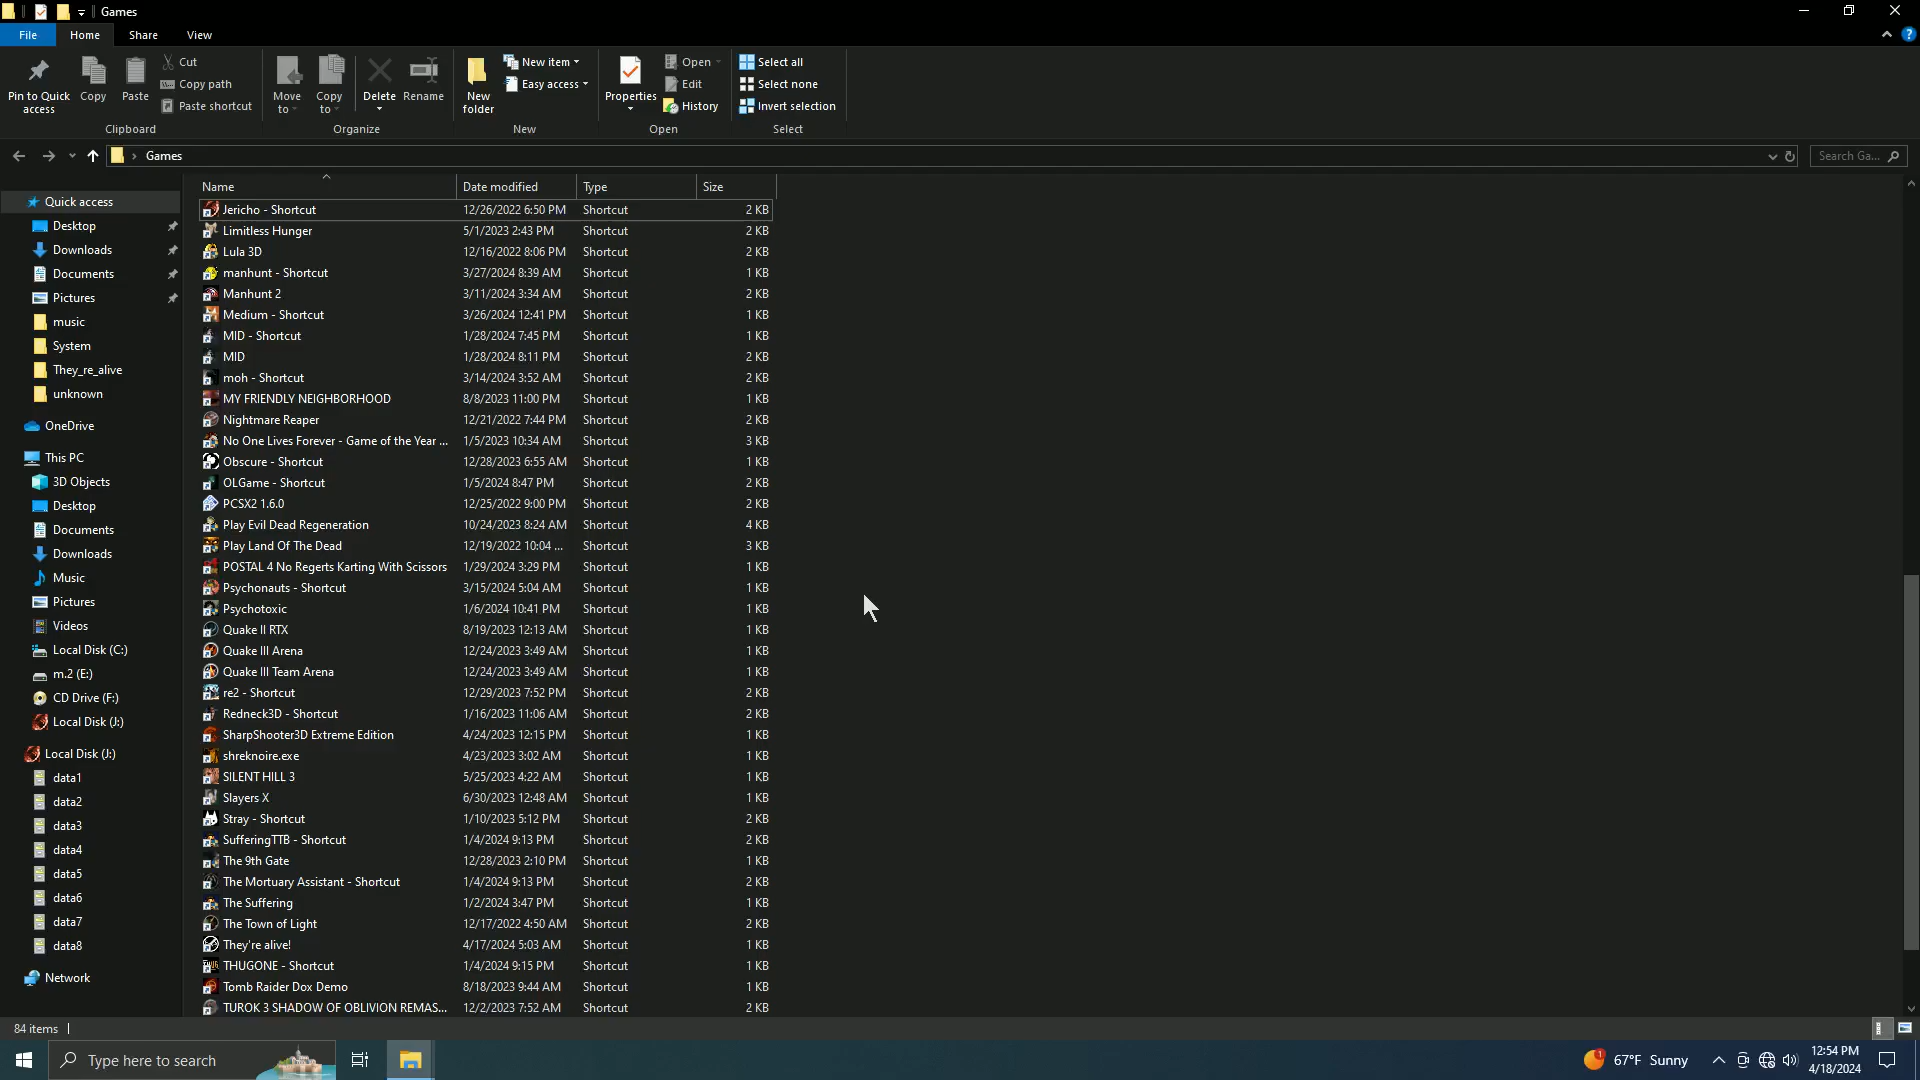 Games
File
Home
Share
View
Pin to Quick access
Copy
Paste
Cut
Copy path
Paste shortcut
Clipboard
Move to
Copy to
Delete
Rename
Organize
New folder
New item
Easy access
New
Properties
Open
Edit
History
Open
Select all
Select none
Invert selection
Select
Games
Search Ga...
Quick access
Desktop
Downloads
Documents
Pictures
music
System
They_re_alive
unknown
OneDrive
This PC
3D Objects
Desktop
Documents
Downloads
Music
Pictures
Videos
Local Disk (C:)
m.2 (E:)
CD Drive (F:)
Local Disk (J:)
Local Disk (J:)
data1
data2
data3
data4
data5
data6
data7
data8
Network
Name Date modified Type Size
Jericho - Shortcut 12/26/2022 6:50 PM Shortcut 2 KB
Limitless Hunger 5/1/2023 2:43 PM Shortcut 2 KB
Lula 3D 12/16/2022 8:06 PM Shortcut 2 KB
manhunt - Shortcut 3/27/2024 8:39 AM Shortcut 1 KB
Manhunt 2 3/11/2024 3:34 AM Shortcut 2 KB
Medium - Shortcut 3/26/2024 12:41 PM Shortcut 1 KB
MID - Shortcut 1/28/2024 7:45 PM Shortcut 1 KB
MID 1/28/2024 8:11 PM Shortcut 2 KB
moh - Shortcut 3/14/2024 3:52 AM Shortcut 2 KB
MY FRIENDLY NEIGHBORHOOD 8/8/2023 11:00 PM Shortcut 1 KB
Nightmare Reaper 12/21/2022 7:44 PM Shortcut 2 KB
No One Lives Forever - Game of the Year ... 1/5/2023 10:34 AM Shortcut 3 KB
Obscure - Shortcut 12/28/2023 6:55 AM Shortcut 1 KB
OLGame - Shortcut 1/5/2024 8:47 PM Shortcut 2 KB
PCSX2 1.6.0 12/25/2022 9:00 PM Shortcut 2 KB
Play Evil Dead Regeneration 10/24/2023 8:24 AM Shortcut 4 KB
Play Land Of The Dead 12/19/2022 10:04 ... Shortcut 3 KB
POSTAL 4 No Regerts Karting With Scissors 1/29/2024 3:29 PM Shortcut 1 KB
Psychonauts - Shortcut 3/15/2024 5:04 AM Shortcut 1 KB
Psychotoxic 1/6/2024 10:41 PM Shortcut 1 KB
Quake II RTX 8/19/2023 12:13 AM Shortcut 1 KB
Quake III Arena 12/24/2023 3:49 AM Shortcut 1 KB
Quake III Team Arena 12/24/2023 3:49 AM Shortcut 1 KB
re2 - Shortcut 12/29/2023 7:52 PM Shortcut 2 KB
Redneck3D - Shortcut 1/16/2023 11:06 AM Shortcut 2 KB
SharpShooter3D Extreme Edition 4/24/2023 12:15 PM Shortcut 1 KB
shreknoire.exe 4/23/2023 3:02 AM Shortcut 1 KB
SILENT HILL 3 5/25/2023 4:22 AM Shortcut 1 KB
Slayers X 6/30/2023 12:48 AM Shortcut 1 KB
Stray - Shortcut 1/10/2023 5:12 PM Shortcut 2 KB
SufferingTTB - Shortcut 1/4/2024 9:13 PM Shortcut 2 KB
The 9th Gate 12/28/2023 2:10 PM Shortcut 1 KB
The Mortuary Assistant - Shortcut 1/4/2024 9:13 PM Shortcut 2 KB
The Suffering 1/2/2024 3:47 PM Shortcut 1 KB
The Town of Light 12/17/2022 4:50 AM Shortcut 2 KB
They're alive! 4/17/2024 5:03 AM Shortcut 1 KB
THUGONE - Shortcut 1/4/2024 9:15 PM Shortcut 1 KB
Tomb Raider Dox Demo 8/18/2023 9:44 AM Shortcut 1 KB
TUROK 3 SHADOW OF OBLIVION REMAS... 12/2/2023 7:52 AM Shortcut 2 KB
84 items
Type here to search
1
67°F Sunny
12:54 PM
4/18/2024